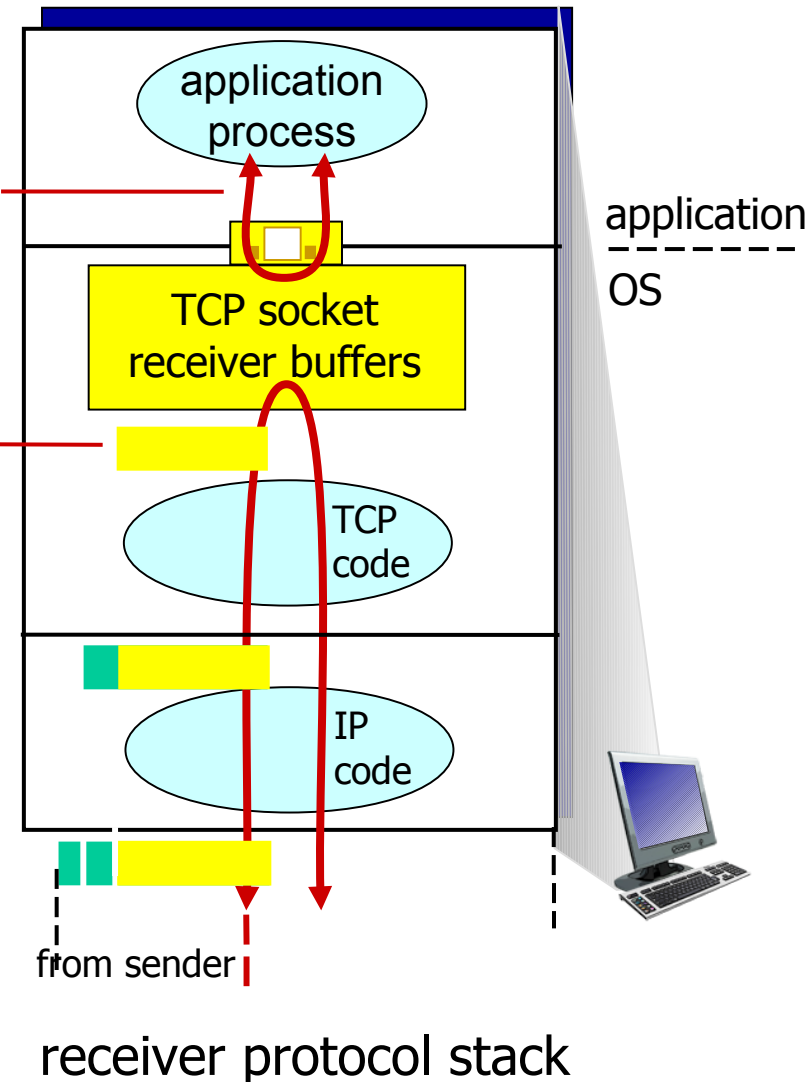 application
process
application
OS
TCP socket
receiver buffers
TCP
code
IP
code
from sender
receiver protocol stack